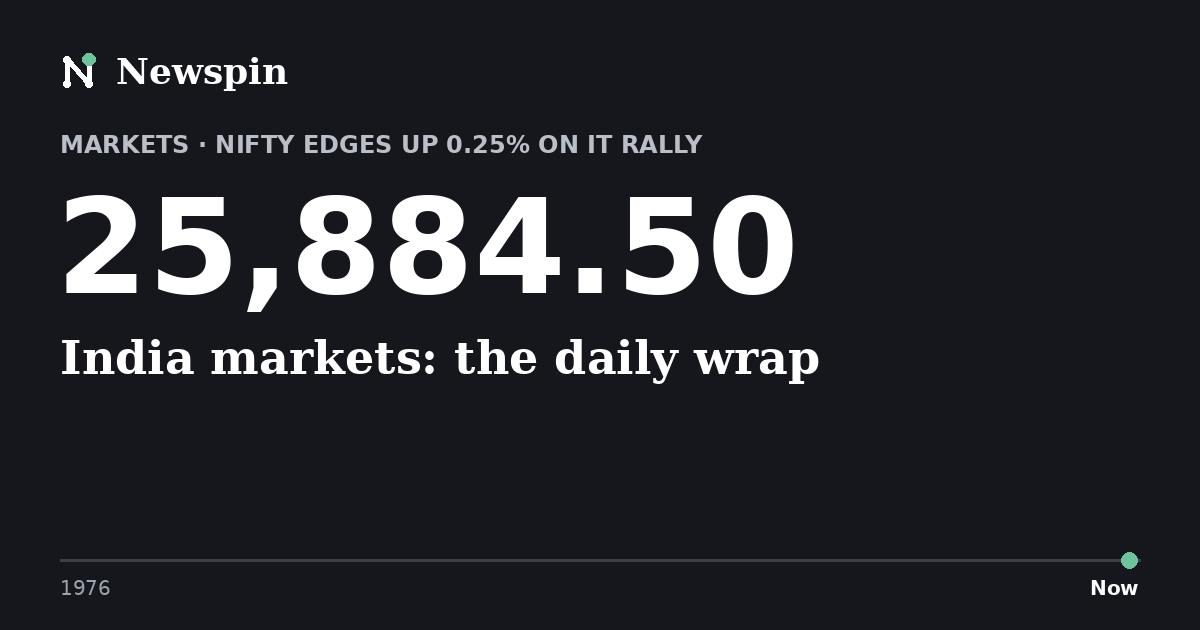 Newspin
MARKETS · NIFTY EDGES UP 0.25% ON IT RALLY
25,884.50
India markets: the daily wrap
1976
Now